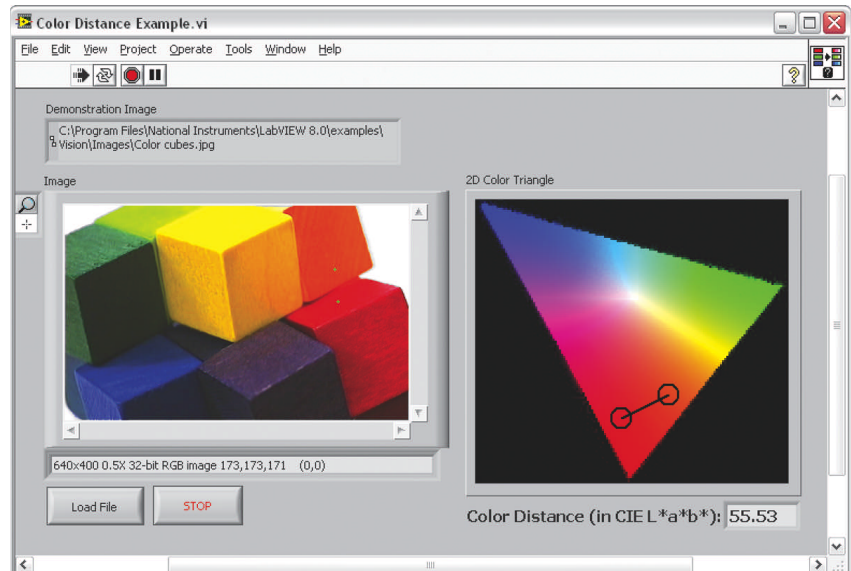 Color Distance Example.vi
File Edit View Project Operate Tools Window Help
Demonstration Image
C:\Program Files\National Instruments\LabVIEW 8.0\examples\
Vision\Images\Color cubes.jpg
Image
2D Color Triangle
640x400 0.5X 32-bit RGB image 173,173,171 (0,0)
Load File
STOP
Color Distance (in CIE L*a*b*): 55.53